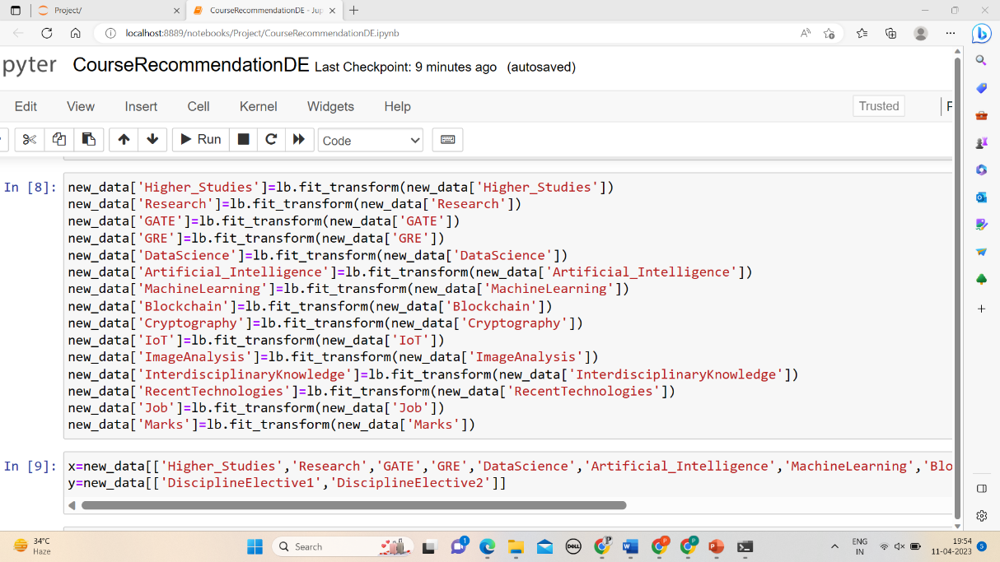 Project/
CourseRecommendationDE - Jup
localhost:8889/notebooks/Project/CourseRecommendationDE.ipynb
pyter CourseRecommendationDE Last Checkpoint: 9 minutes ago (autosaved)
Edit View Insert Cell Kernel Widgets Help Trusted
Run Code
In [8]:
new_data['Higher_Studies']=lb.fit_transform(new_data['Higher_Studies'])
new_data['Research']=lb.fit_transform(new_data['Research'])
new_data['GATE']=lb.fit_transform(new_data['GATE'])
new_data['GRE']=lb.fit_transform(new_data['GRE'])
new_data['DataScience']=lb.fit_transform(new_data['DataScience'])
new_data['Artificial_Intelligence']=lb.fit_transform(new_data['Artificial_Intelligence'])
new_data['MachineLearning']=lb.fit_transform(new_data['MachineLearning'])
new_data['Blockchain']=lb.fit_transform(new_data['Blockchain'])
new_data['Cryptography']=lb.fit_transform(new_data['Cryptography'])
new_data['IoT']=lb.fit_transform(new_data['IoT'])
new_data['ImageAnalysis']=lb.fit_transform(new_data['ImageAnalysis'])
new_data['InterdisciplinaryKnowledge']=lb.fit_transform(new_data['InterdisciplinaryKnowledge'])
new_data['RecentTechnologies']=lb.fit_transform(new_data['RecentTechnologies'])
new_data['Job']=lb.fit_transform(new_data['Job'])
new_data['Marks']=lb.fit_transform(new_data['Marks'])
In [9]:
x=new_data[['Higher_Studies','Research','GATE','GRE','DataScience','Artificial_Intelligence','MachineLearning','Blo
y=new_data[['DisciplineElective1','DisciplineElective2']]
34°C
Haze
Search
DELL
ENG
IN
19:54
11-04-2023